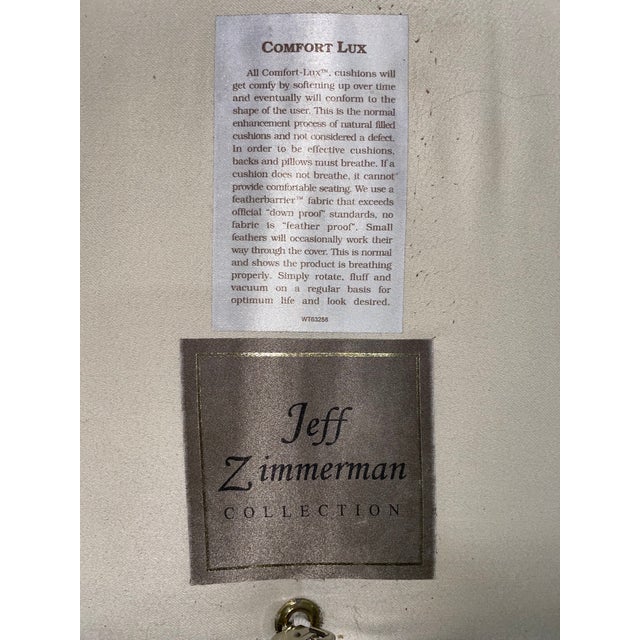 COMFORT LUX
All Comfort-Lux™, cushions will
get comfy by softening up over time
and eventually will conform to the
shape of the user. This is the normal
enhancement process of natural filled
cushions and not considered a defect.
In order to be effective cushions,
backs and pillows must breathe. If a
cushion does not breathe, it cannot
provide comfortable seating. We use a
featherbarrier™ fabric that exceeds
official "down proof" standards, no
fabric is "feather proof". Small
feathers will occasionally work their
way through the cover. This is normal
and shows the product is breathing
properly. Simply rotate, fluff and
vacuum on a regular basis for
optimum life and look desired.
WT63256
Jeff
Zimmerman
COLLECTION